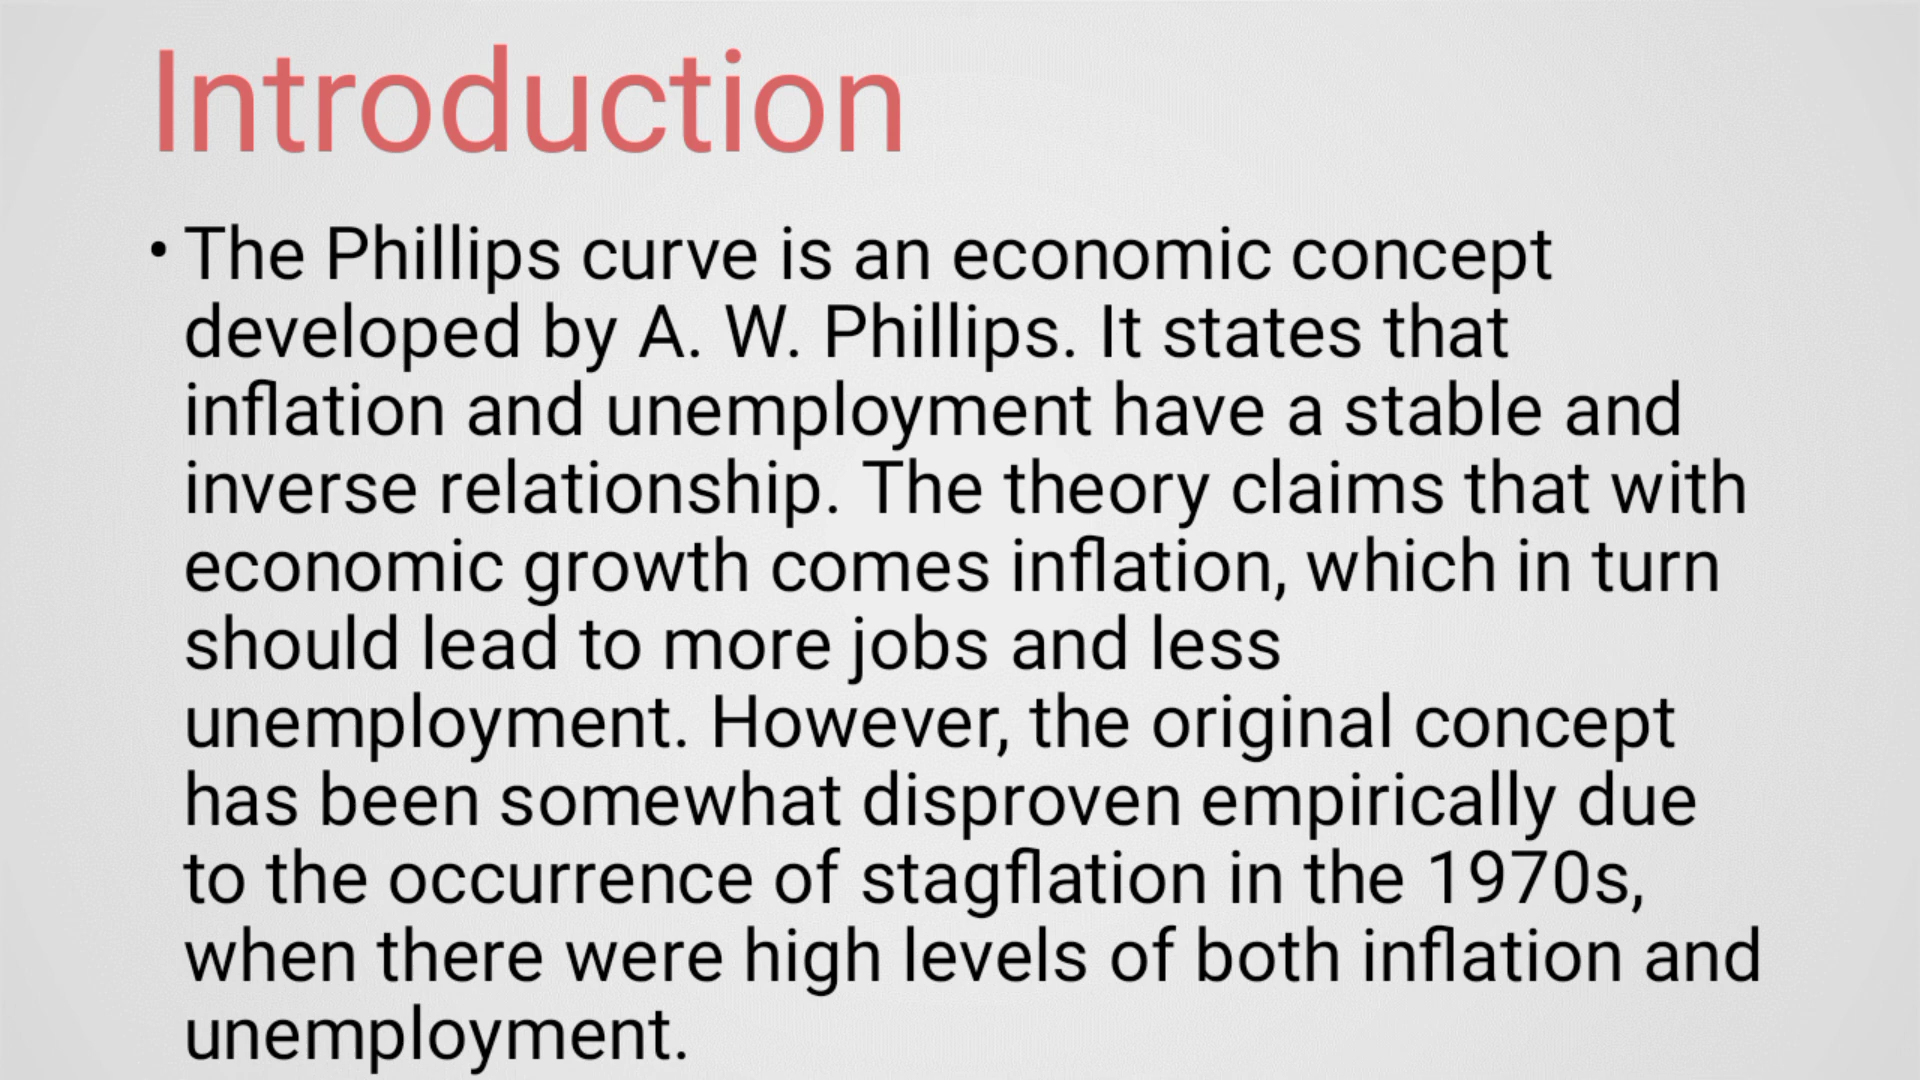 Introduction
• The Phillips curve is an economic concept
developed by A. W. Phillips. It states that
inflation and unemployment have a stable and
inverse relationship. The theory claims that with
economic growth comes inflation, which in turn
should lead to more jobs and less
unemployment. However, the original concept
has been somewhat disproven empirically due
to the occurrence of stagflation in the 1970s,
when there were high levels of both inflation and
unemployment.